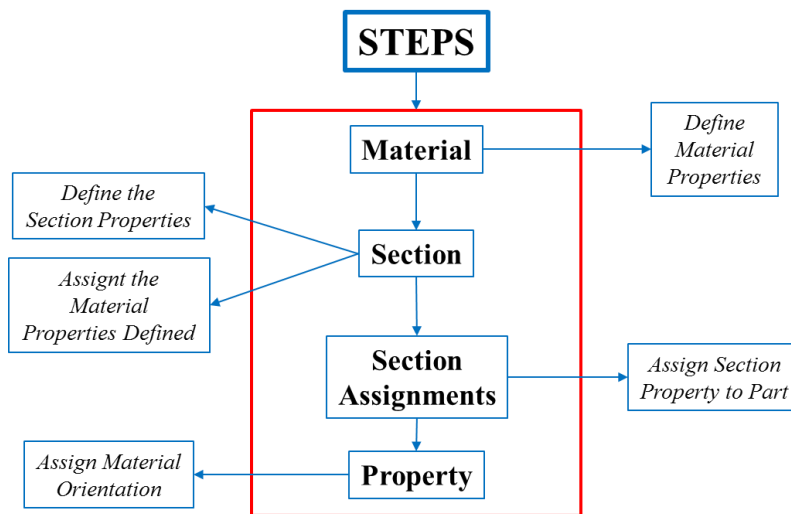 STEPS
Material
Define
Material
Properties
Define the
Section Properties
Section
Assignt the
Material
Properties Defined
Section
Assignments
Assign Section
Property to Part
Assign Material
Orientation
Property